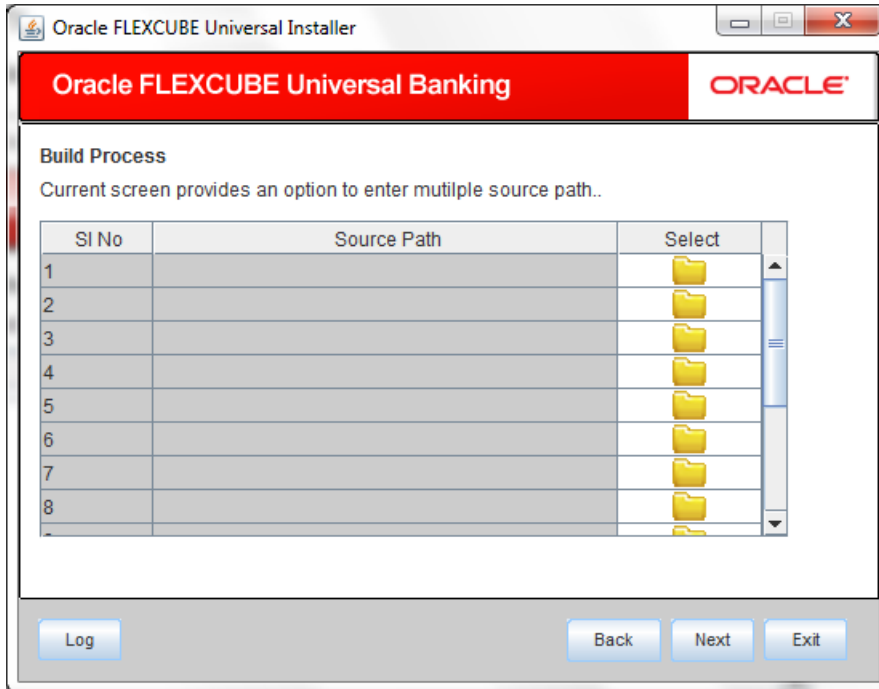 Oracle FLEXCUBE Universal Installer
Oracle FLEXCUBE Universal Banking
ORACLE
Build Process
Current screen provides an option to enter mutilple source path..
Sl No Source Path Select
1
2
3
4
5
6
7
8
Log Back Next Exit